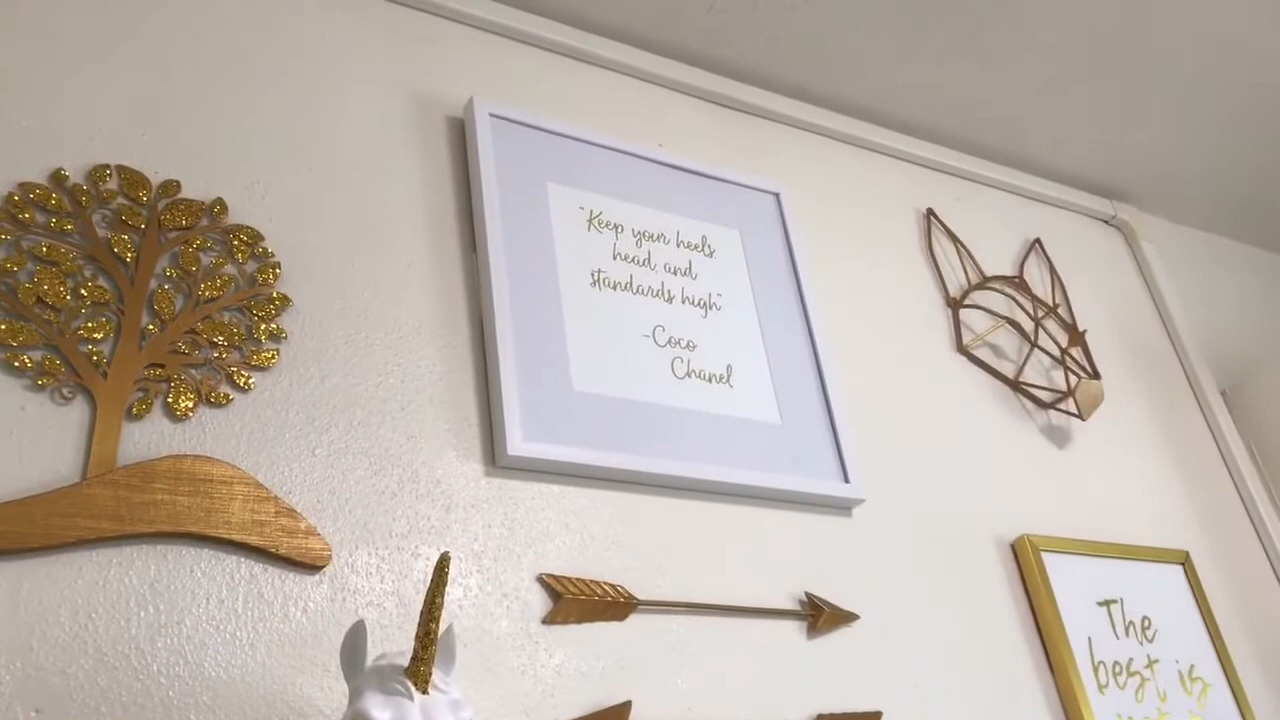 "Keep your heels,
head, and
standards high"
-Coco
Chanel
The
best is